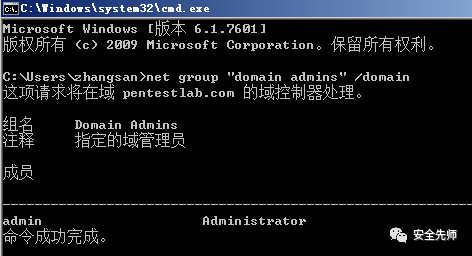 C:\Windows\system32\cmd.exe
Microsoft Windows [版本 6.1.7601]
版权所有 (c) 2009 Microsoft Corporation。保留所有权利。
C:\Users\zhangsan>net group "domain admins" /domain
这项请求将在域 pentestlab.com 的域控制器处理。
组名 Domain Admins
注释 指定的域管理员
成员
-------------------------------------------------------------------------------
admin Administrator
命令成功完成。
安全先师